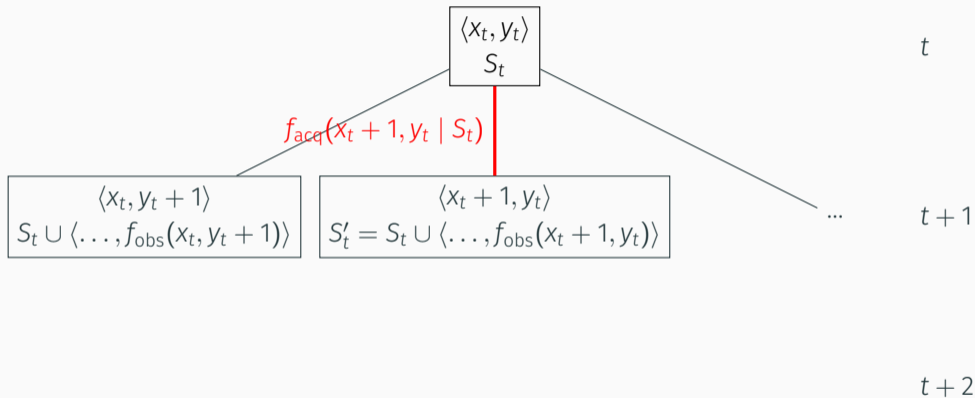 ⟨x_t, y_t⟩
S_t
t
f_acq(x_t + 1, y_t | S_t)
⟨x_t, y_t + 1⟩
S_t ∪ ⟨…, f_obs(x_t, y_t + 1)⟩
⟨x_t + 1, y_t⟩
S′_t = S_t ∪ ⟨…, f_obs(x_t + 1, y_t)⟩
...
t + 1
t + 2